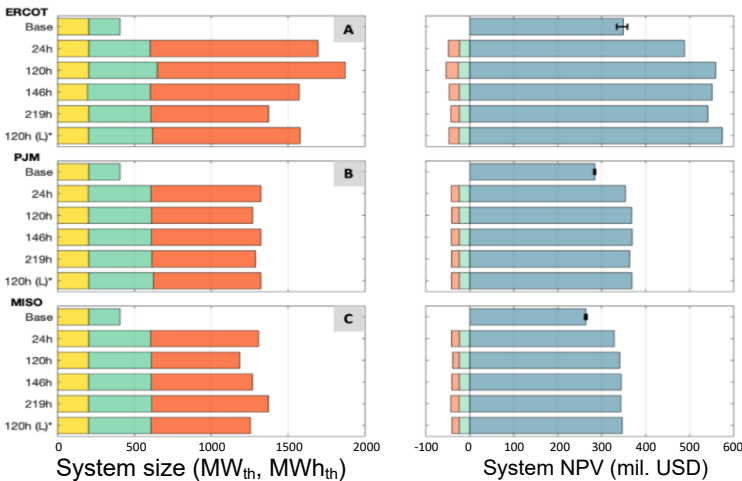 ERCOT
Base
A
24h
120h
146h
219h
120h (L)*
PJM
Base
B
24h
120h
146h
219h
120h (L)*
MISO
Base
C
24h
120h
146h
219h
120h (L)*
0 500 1000 1500 2000
-100 0 100 200 300 400 500 600
System size (MWth, MWhth)
System NPV (mil. USD)